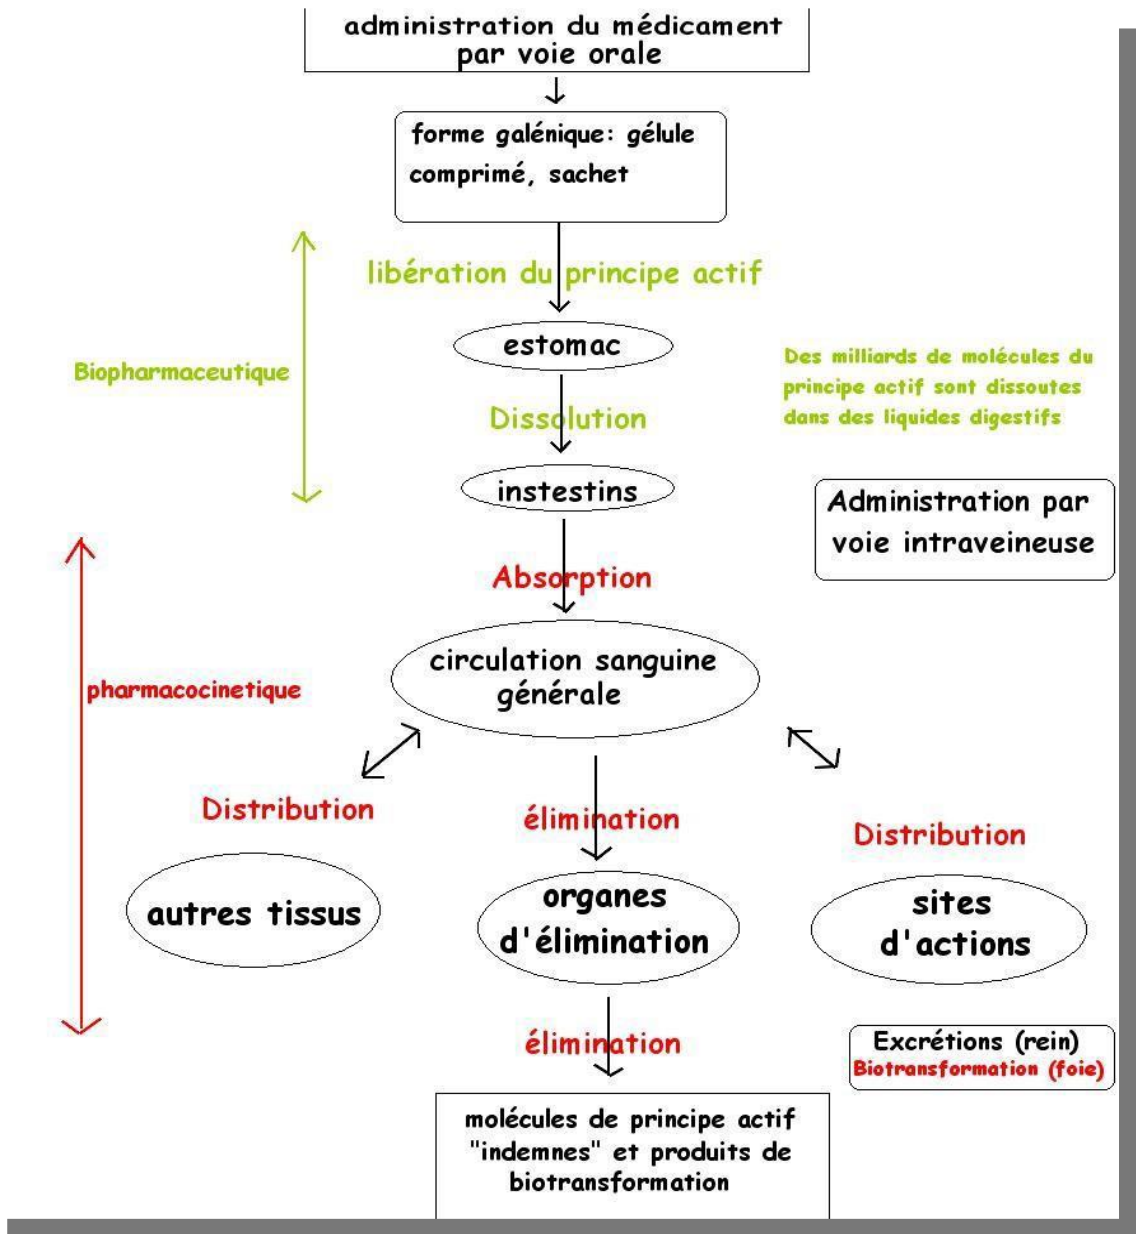 administration du médicament
par voie orale
forme galénique: gélule
comprimé, sachet
libération du principe actif
estomac
Biopharmaceutique
Des milliards de molécules du
principe actif sont dissoutes
dans des liquides digestifs
Dissolution
instestins
Administration par
voie intraveineuse
Absorption
circulation sanguine
générale
pharmacocinetique
Distribution
élimination
Distribution
autres tissus
organes
d'élimination
sites
d'actions
élimination
Excrétions (rein)
Biotransformation (foie)
molécules de principe actif
"indemnes" et produits de
biotransformation